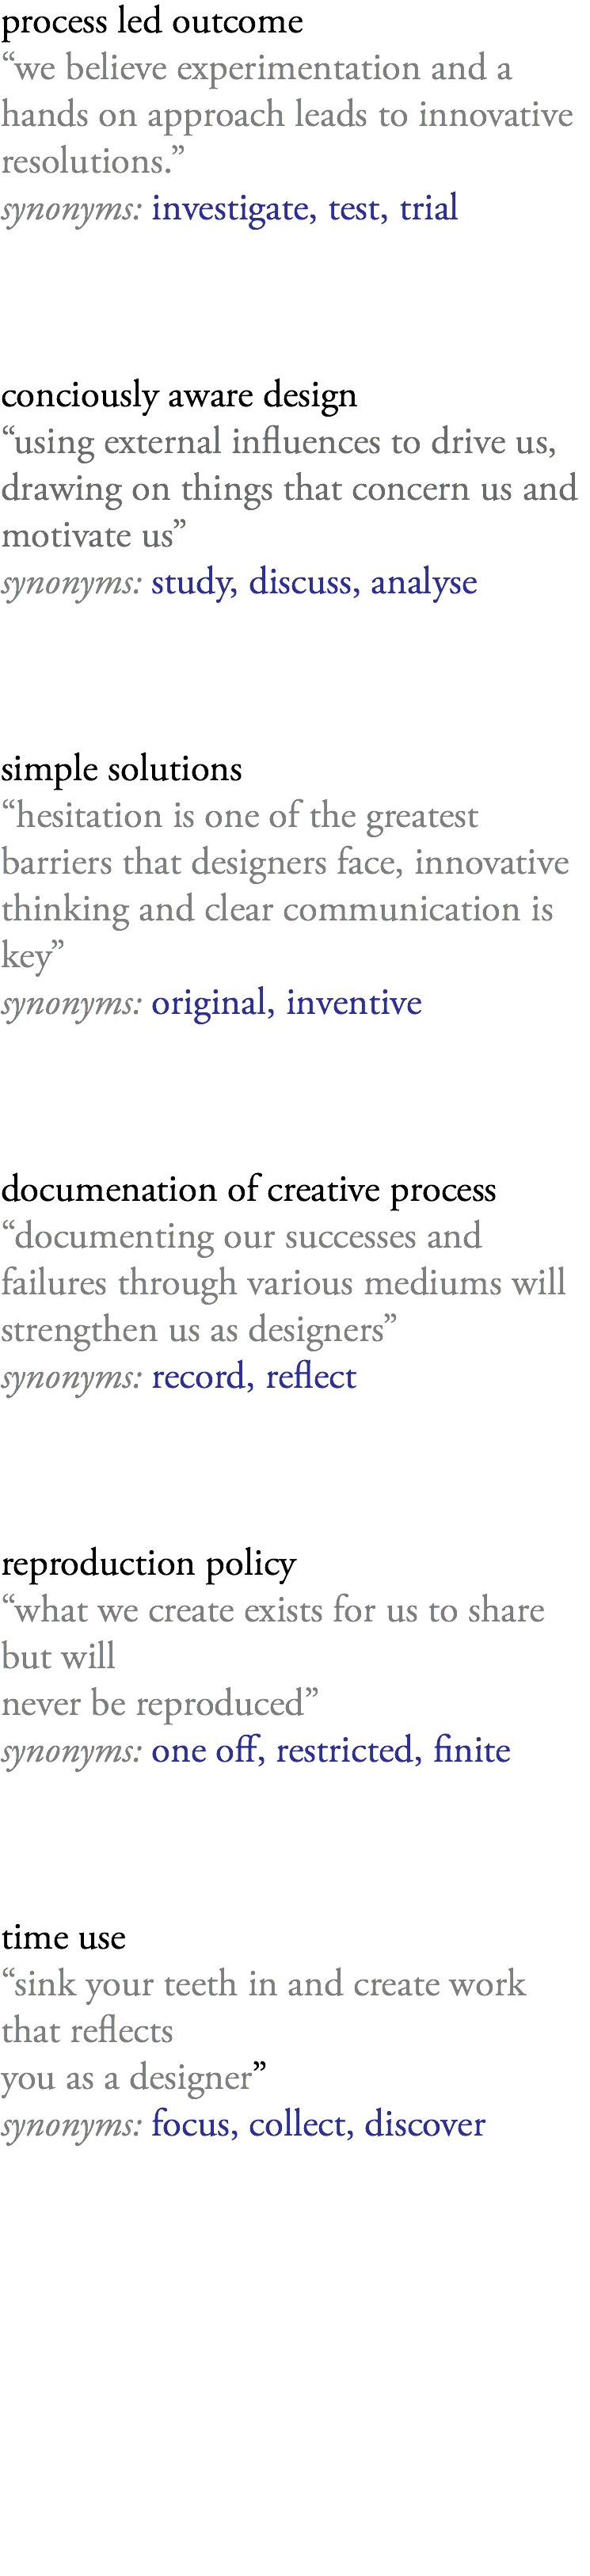 process led outcome
“we believe experimentation and a
hands on approach leads to innovative
resolutions.”
synonyms: investigate, test, trial
conciously aware design
“using external influences to drive us,
drawing on things that concern us and
motivate us”
synonyms: study, discuss, analyse
simple solutions
“hesitation is one of the greatest
barriers that designers face, innovative
thinking and clear communication is
key”
synonyms: original, inventive
documenation of creative process
“documenting our successes and
failures through various mediums will
strengthen us as designers”
synonyms: record, reflect
reproduction policy
“what we create exists for us to share
but will
never be reproduced”
synonyms: one off, restricted, finite
time use
“sink your teeth in and create work
that reflects
you as a designer”
synonyms: focus, collect, discover